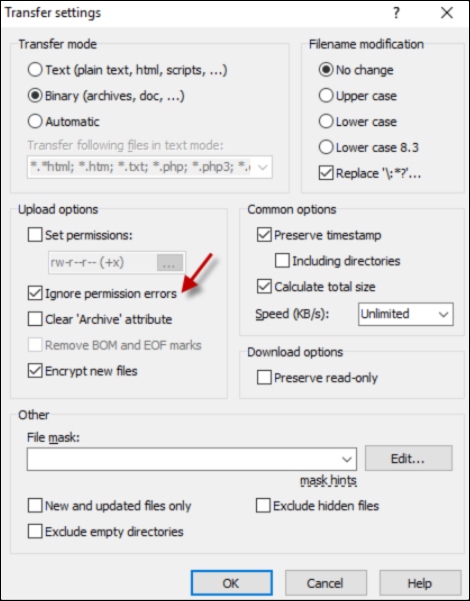 Transfer settings
Transfer mode
Text (plain text, html, scripts, ...)
Binary (archives, doc, ...)
Automatic
Transfer following files in text mode:
*.*html; *.htm; *.txt; *.php; *.php3; *.
Filename modification
No change
Upper case
Lower case
Lower case 8.3
Replace '\:*?'...
Upload options
Set permissions:
rw-r--r-- (+x)
...
Ignore permission errors
Clear 'Archive' attribute
Remove BOM and EOF marks
Encrypt new files
Common options
Preserve timestamp
Including directories
Calculate total size
Speed (KB/s):
Unlimited
Download options
Preserve read-only
Other
File mask:
Edit...
mask hints
New and updated files only
Exclude hidden files
Exclude empty directories
OK
Cancel
Help